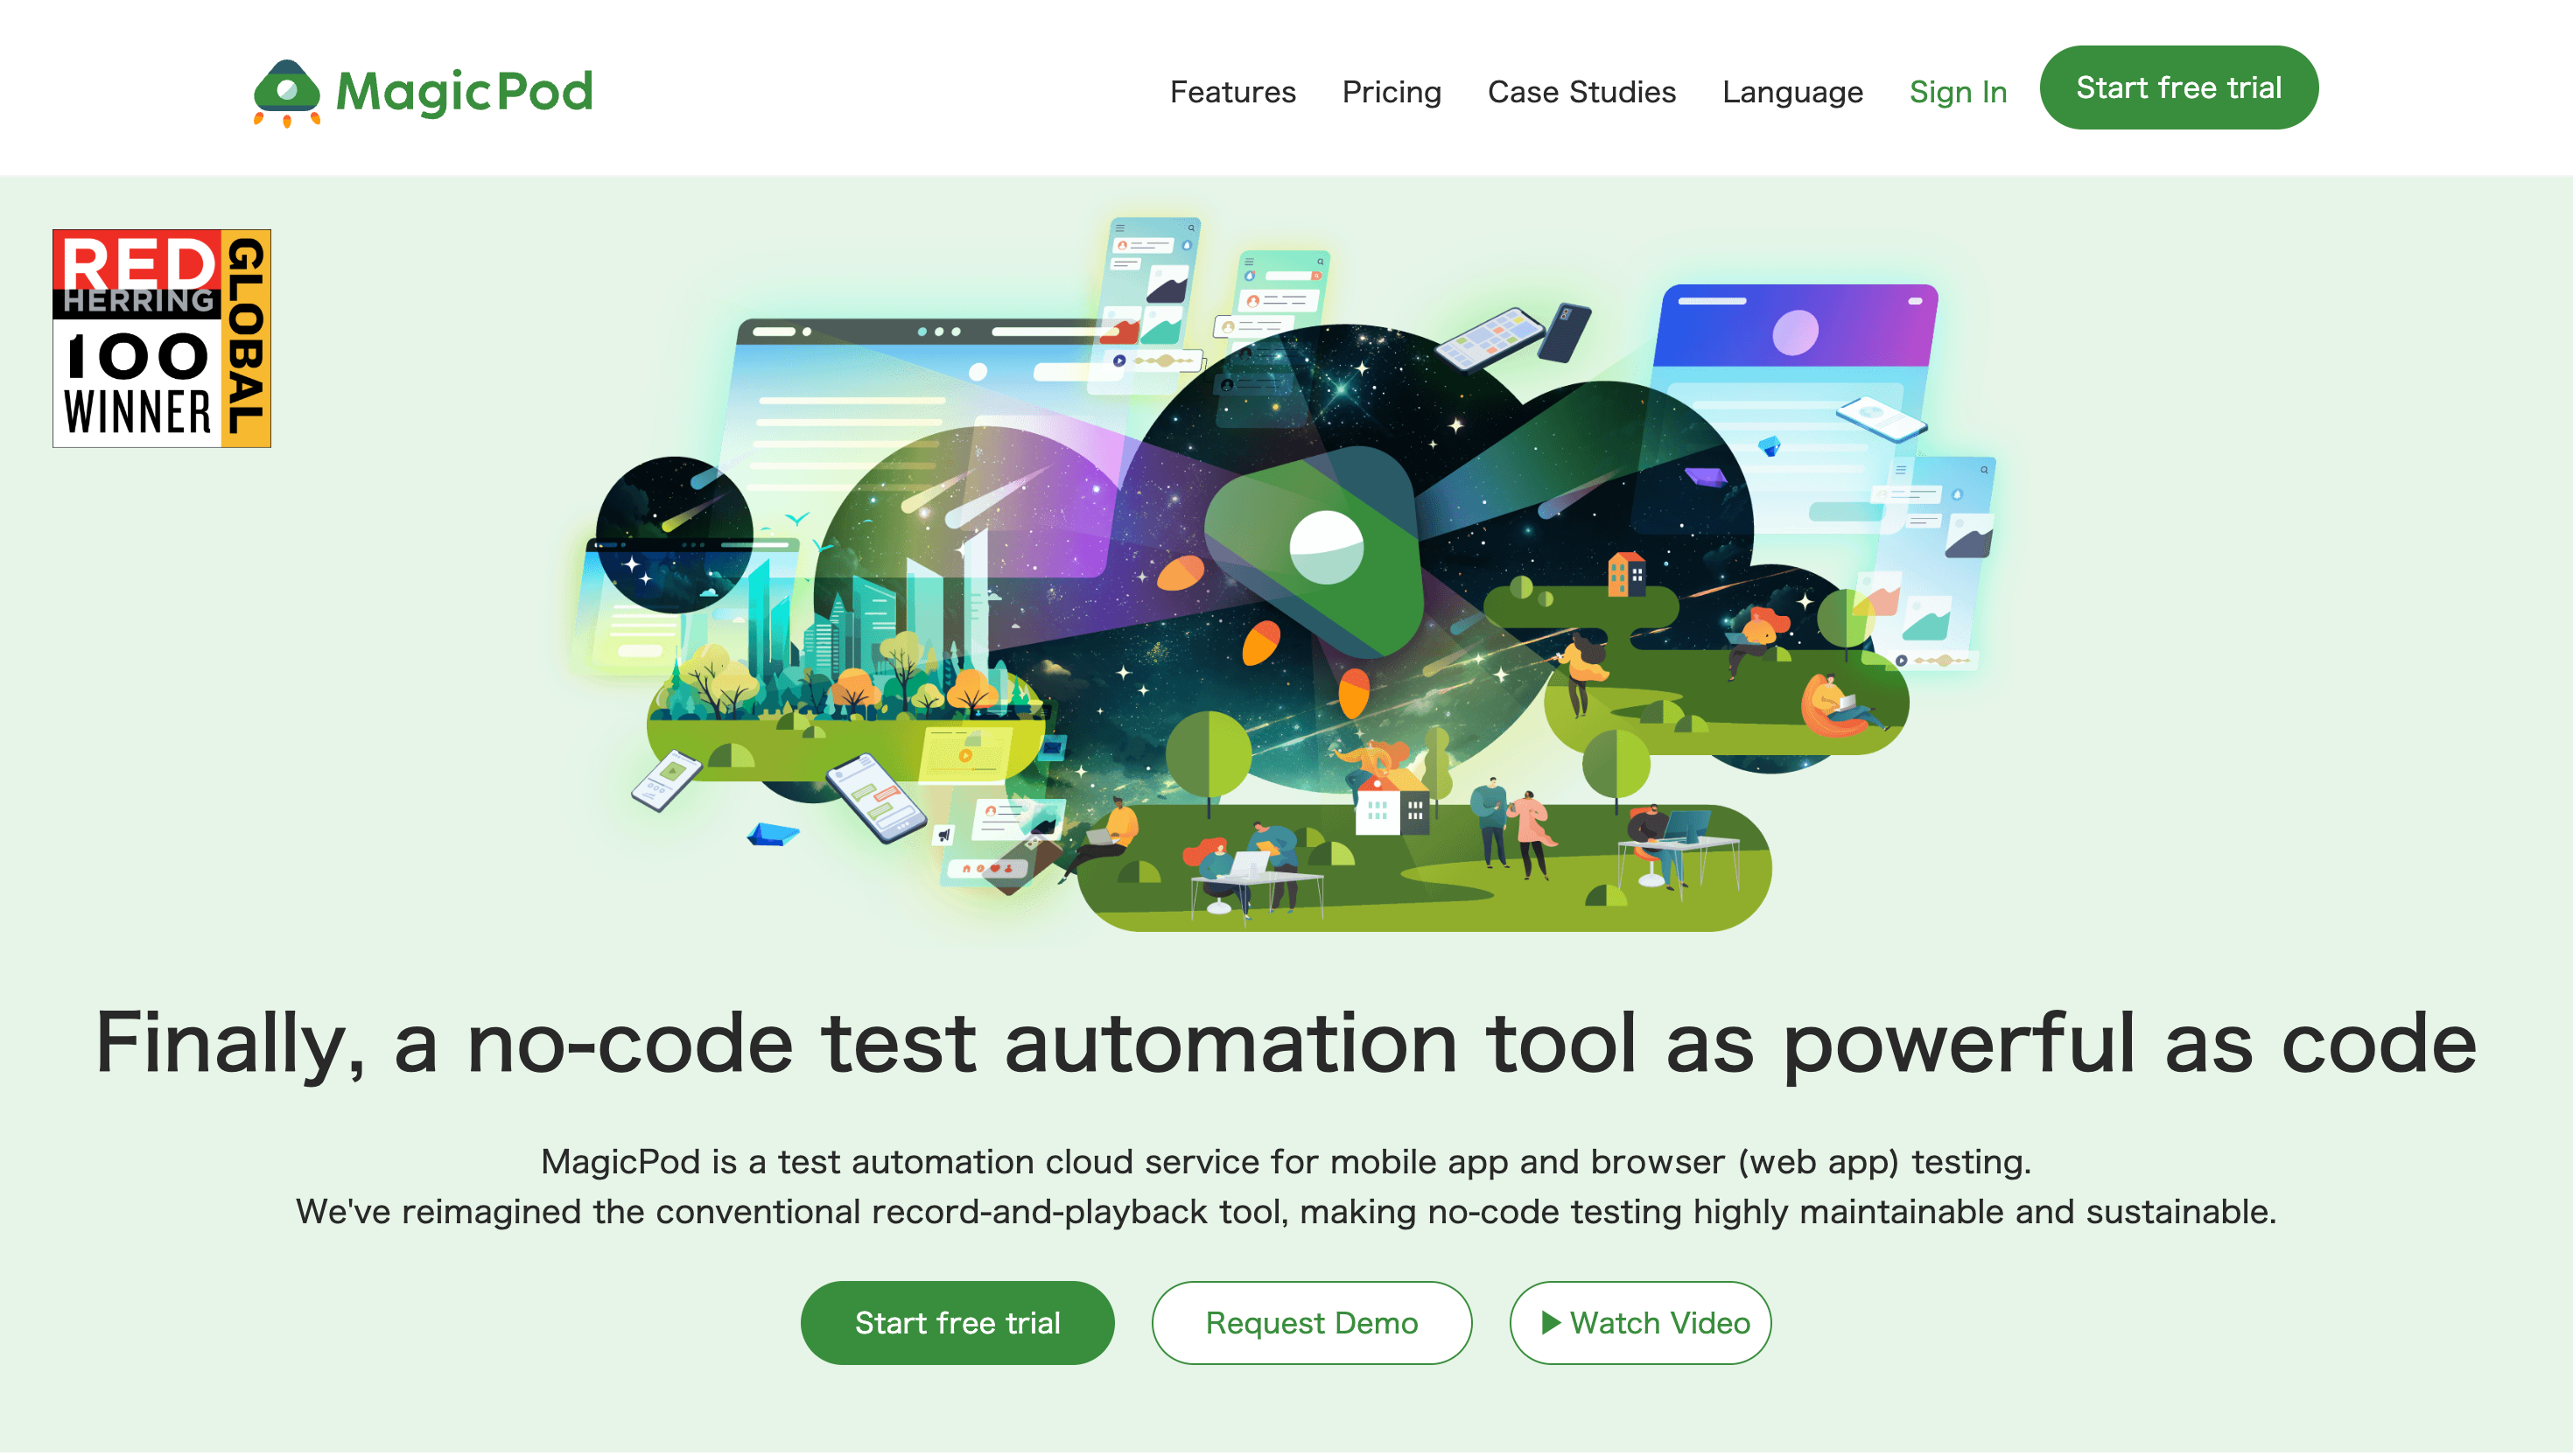 MagicPod
Features
Pricing
Case Studies
Language
Sign In
Start free trial
RED
HERRING
100
WINNER
GLOBAL
Finally, a no-code test automation tool as powerful as code
MagicPod is a test automation cloud service for mobile app and browser (web app) testing.
We've reimagined the conventional record-and-playback tool, making no-code testing highly maintainable and sustainable.
Start free trial
Request Demo
Watch Video